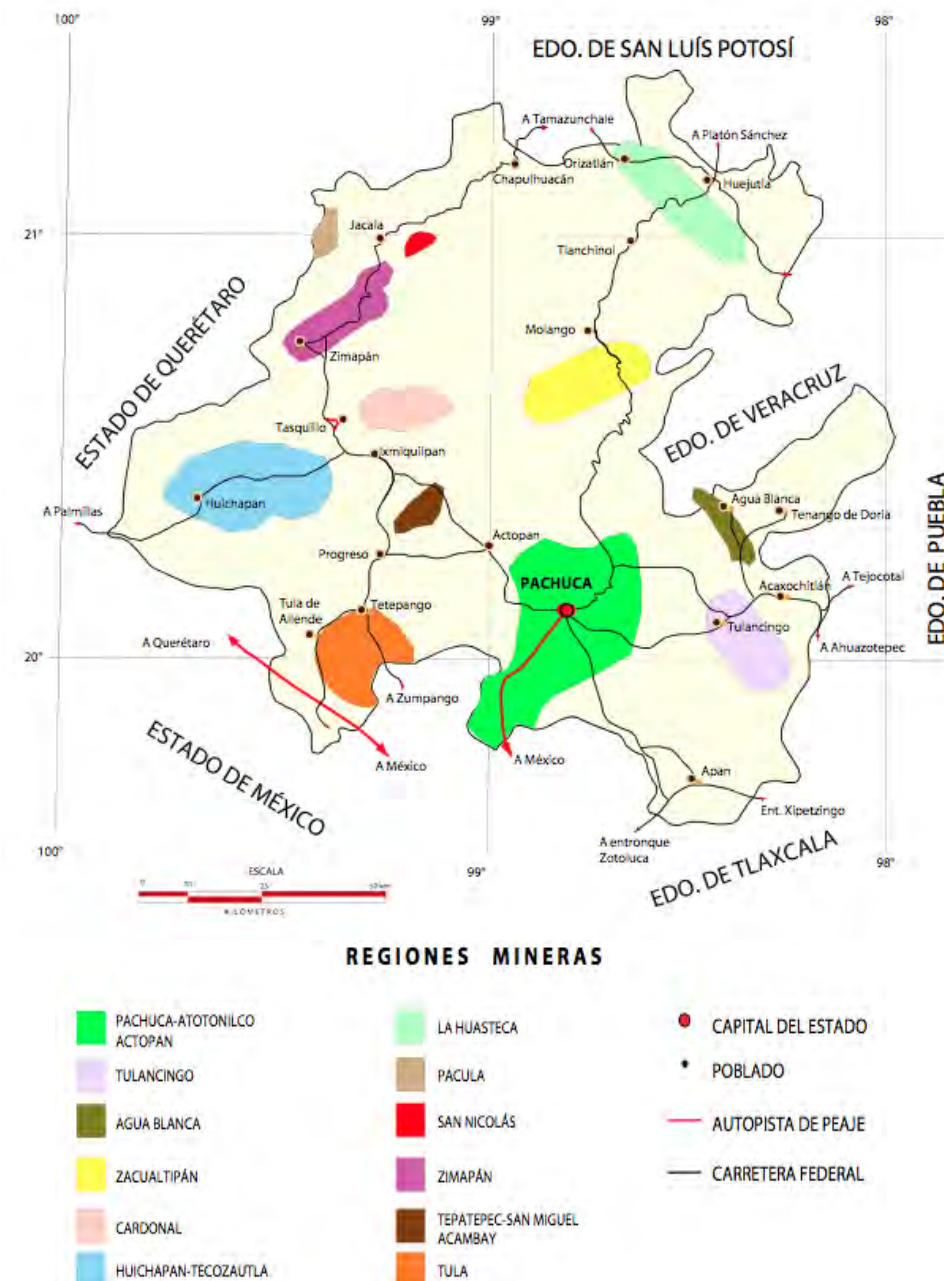 100°
99°
98°
EDO. DE SAN LUÍS POTOSÍ
A Tamazunchale
A Platón Sánchez
Orizatlán
Chapulhuacán
Huejutla
21°
Jacala
Tianchinol
ESTADO DE QUERÉTARO
Molango
Zimapán
EDO. DE VERACRUZ
Tasquillo
Ixmiquilpan
Huichapan
Agua Blanca
A Palmillas
Tenango de Doria
EDO. DE PUEBLA
Actopan
Progreso
PACHUCA
Acaxochitlán
A Tejocotal
Tula de
Allende
Tetepango
Tulancingo
A Querétaro
A Ahuazotepec
20°
A Zumpango
ESTADO DE MÉXICO
A México
A México
Apan
Ent. Xipetzingo
A entronque
Zotoluca
EDO. DE TLAXCALA
100°
99°
98°
ESCALA
KILOMETROS
REGIONES MINERAS
PACHUCA-ATOTONILCO
ACTOPAN
TULANCINGO
AGUA BLANCA
ZACUALTIPÁN
CARDONAL
HUICHAPAN-TECOZAUTLA
LA HUASTECA
PACULA
SAN NICOLÁS
ZIMAPÁN
TEPATEPEC-SAN MIGUEL
ACAMBAY
TULA
CAPITAL DEL ESTADO
POBLADO
AUTOPISTA DE PEAJE
CARRETERA FEDERAL